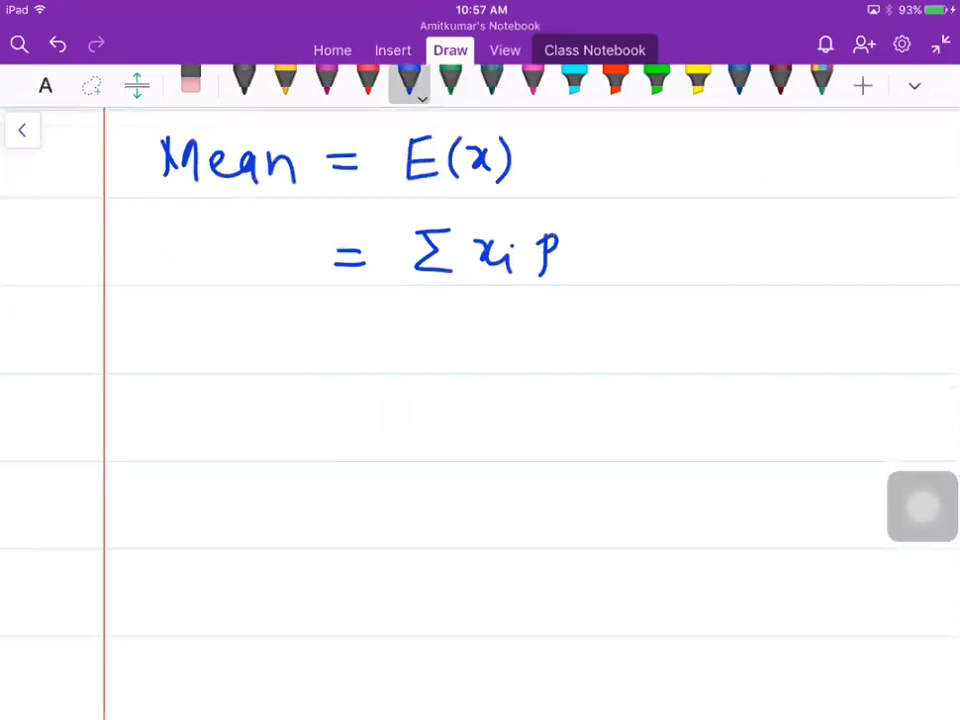 iPad 10:57 AM 93%
Amitkumar's Notebook
Home Insert Draw View Class Notebook
A
Mean = E(x)
= Σ xi p